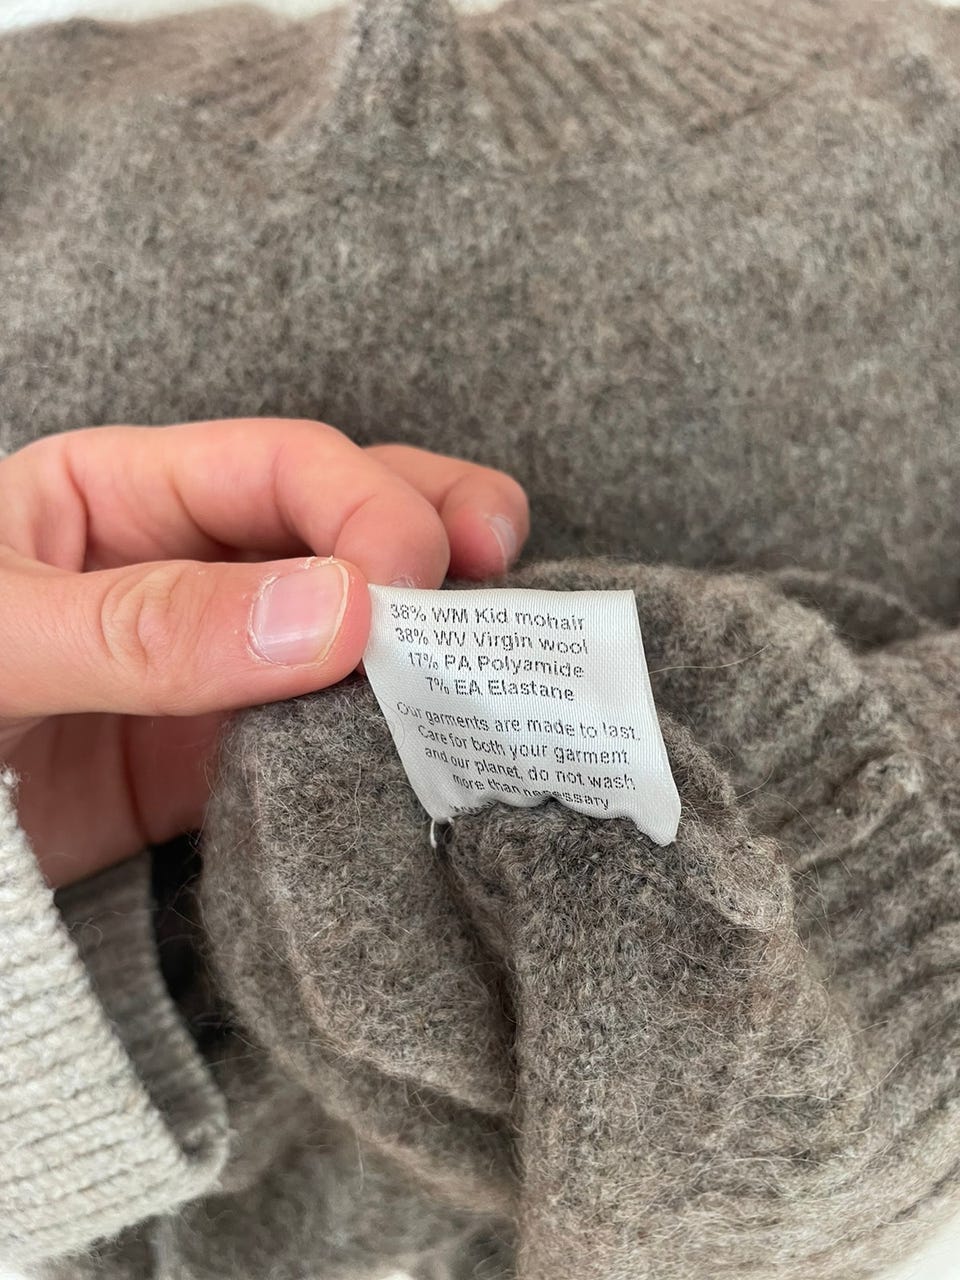 38% WM Kid mohair
38% WV Virgin wool
17% PA Polyamide
7% EA Elastane
Our garments are made to last.
Care for both your garment
and our planet, do not wash
more than necessary